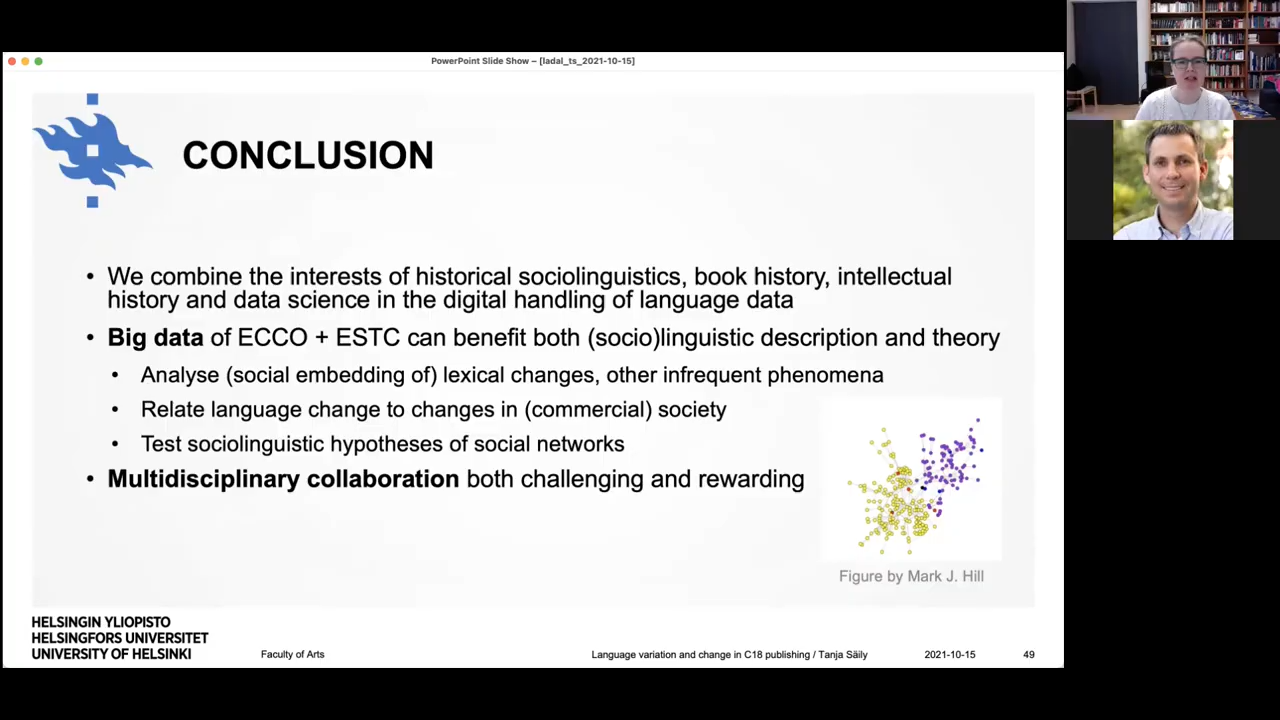 PowerPoint Slide Show – [ladal_ts_2021-10-15]
CONCLUSION
• We combine the interests of historical sociolinguistics, book history, intellectual
history and data science in the digital handling of language data
• Big data of ECCO + ESTC can benefit both (socio)linguistic description and theory
• Analyse (social embedding of) lexical changes, other infrequent phenomena
• Relate language change to changes in (commercial) society
• Test sociolinguistic hypotheses of social networks
• Multidisciplinary collaboration both challenging and rewarding
Figure by Mark J. Hill
HELSINGIN YLIOPISTO
HELSINGFORS UNIVERSITET
UNIVERSITY OF HELSINKI
Faculty of Arts
Language variation and change in C18 publishing / Tanja Säily
2021-10-15
49